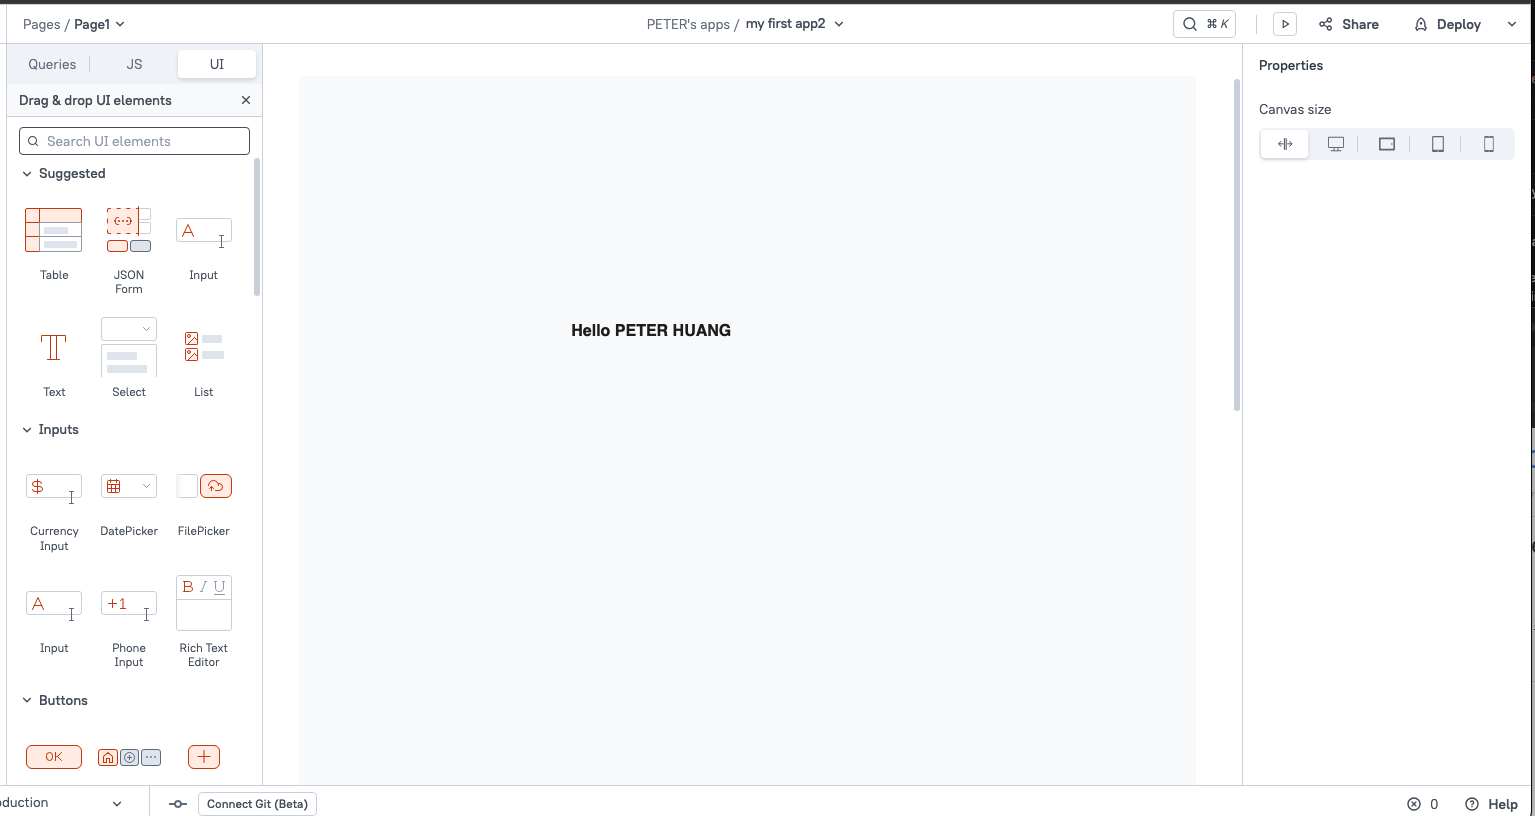 Pages / Page1
PETER's apps / my first app2
⌘ K
Share
Deploy
Queries
JS
UI
Drag & drop UI elements
Search UI elements
Suggested
Table
JSON
Form
A
Input
Text
Select
List
Inputs
$
Currency
Input
DatePicker
FilePicker
A
Input
+1
Phone
Input
B I U
Rich Text
Editor
Buttons
OK
Hello PETER HUANG
Properties
Canvas size
oduction
Connect Git (Beta)
0
Help